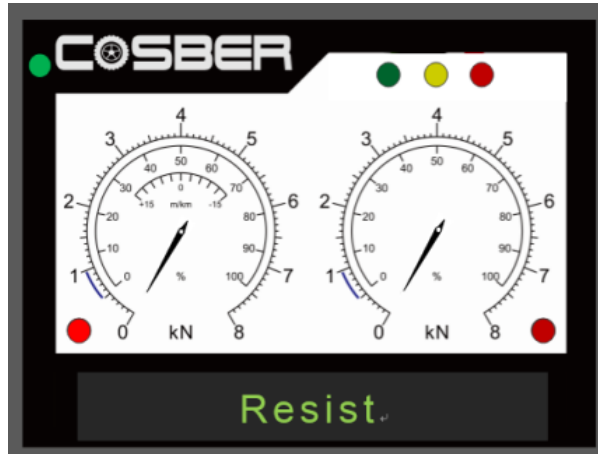 COSBER
4 4
3 5 3 5
50 50
40 60 40 60
30 0 70 30 70
+15 m/km -15
2 20 80 6 2 20 80 6
10 90 10 90
1 0 % 100 7 1 0 % 100 7
0 kN 8 0 kN 8
Resist